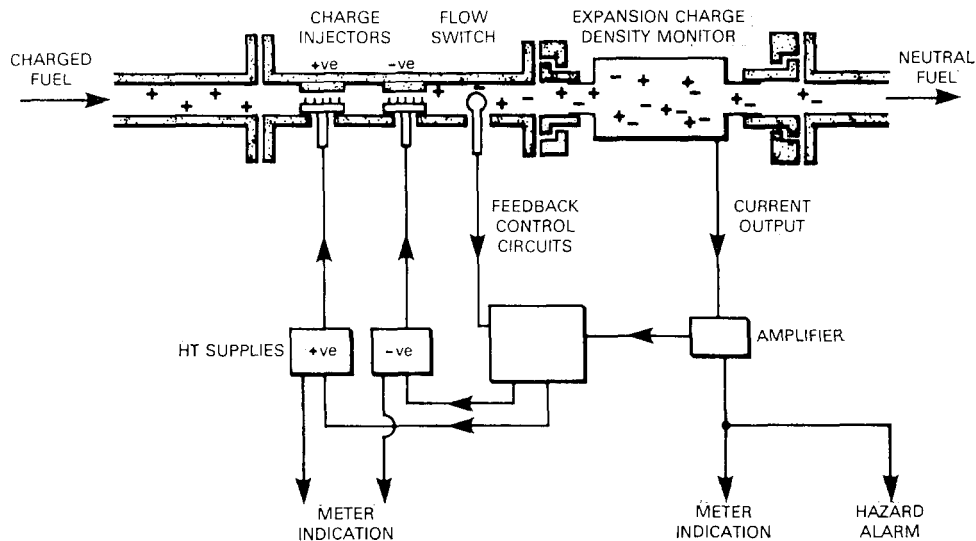 CHARGE
INJECTORS
FLOW
SWITCH
EXPANSION CHARGE
DENSITY MONITOR
CHARGED
FUEL
+ve
-ve
NEUTRAL
FUEL
FEEDBACK
CONTROL
CIRCUITS
CURRENT
OUTPUT
HT SUPPLIES
+ve
-ve
AMPLIFIER
METER
INDICATION
METER
INDICATION
HAZARD
ALARM